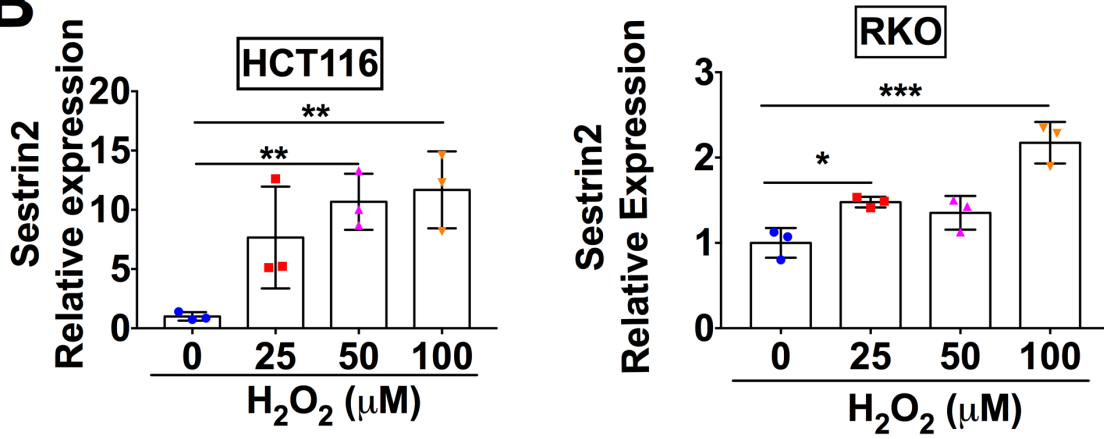 B
HCT116
Sestrin2
Relative expression
20
15
10
5
0
**
**
0 25 50 100
H₂O₂ (μM)
RKO
Sestrin2
Relative Expression
3
2
1
0
***
*
0 25 50 100
H₂O₂ (μM)